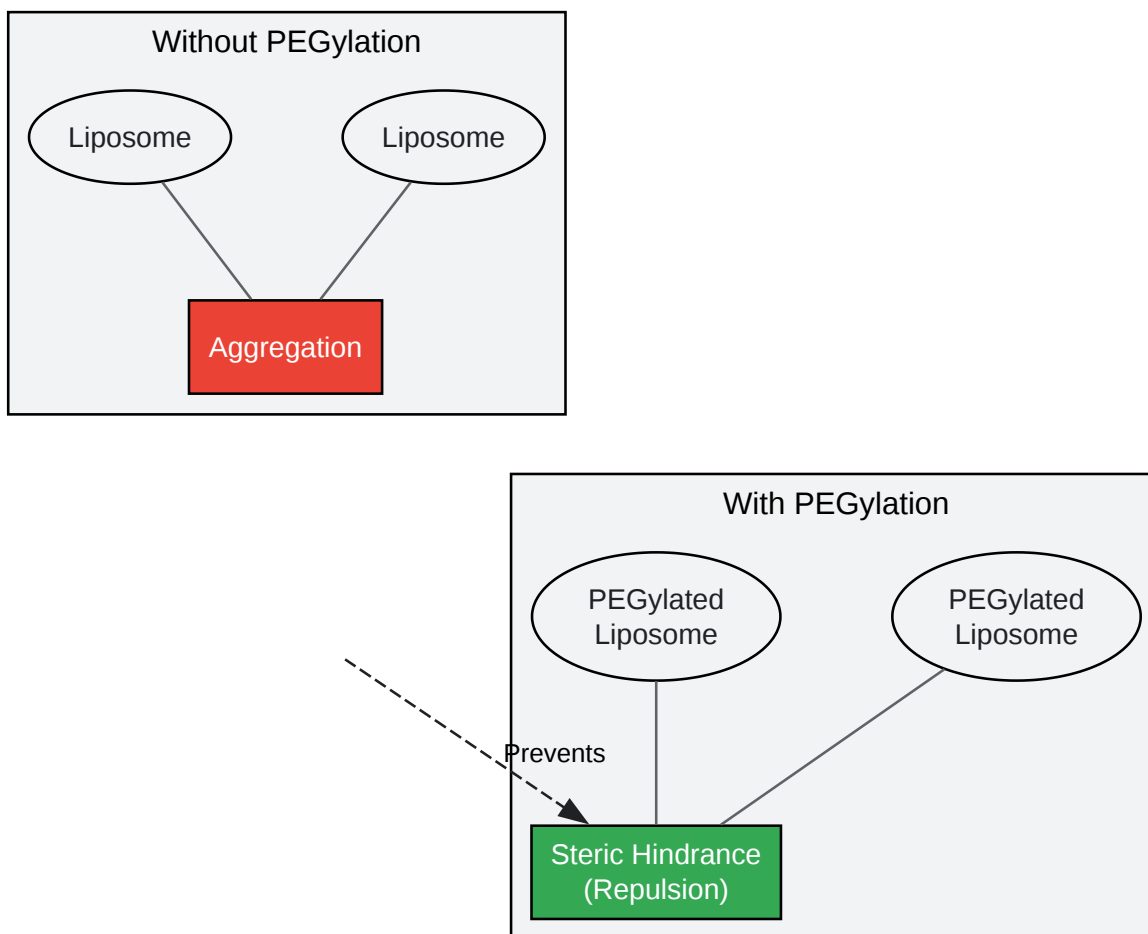 Without PEGylation
Liposome
Liposome
Aggregation
With PEGylation
PEGylated
Liposome
PEGylated
Liposome
Prevents
Steric Hindrance
(Repulsion)